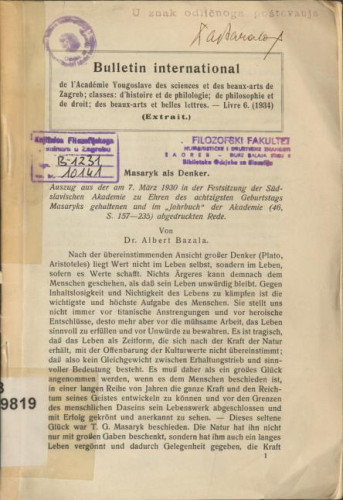 U znak odličnoga poštovanja
Bulletin international
de l'Académie Yougoslave des sciences et des beaux-arts de
Zagreb; classes: d'histoire et de philologie; de philosophie et
de droit; des beaux-arts et belles lettres. — Livre 6. (1934)
(Extrait.)
Knjižnica Filozofijskoga
u Zagrebu
B-1231
10141
FILOZOFSKI FAKULTET
ZAGREB
Masaryk als Denker.
Auszug aus der am 7. März 1930 in der Festsitzung der Süd-
slavischen Akademie zu Ehren des achtzigsten Geburtstags
Masaryks gehaltenen und im „Jahrbuch“ der Akademie (46,
S. 157—235) abgedruckten Rede.
Von
Dr. Albert Bazala.
Nach der übereinstimmenden Ansicht großer Denker (Plato,
Aristoteles) liegt Wert nicht im Leben selbst, sondern im Leben,
sofern es Werte schafft. Nichts Ärgeres kann demnach dem
Menschen geschehen, als daß sein Leben unwürdig bleibt. Gegen
Inhaltslosigkeit und Nichtigkeit des Lebens zu kämpfen ist die
wichtigste und höchste Aufgabe des Menschen. Sie stellt uns
nicht immer vor titanische Anstrengungen und vor heroische
Entschlüsse, desto mehr aber vor die mühsame Arbeit, das Leben
sinnvoll zu erfüllen und vor Unwürde zu bewahren. Es ist tragisch,
daß das Leben als Zeitform, die sich nach der Kraft der Natur
erhält, mit der Offenbarung der Kulturwerte nicht übereinstimmt;
daß also kein Gleichgewicht zwischen Erhaltungstrieb und sinn-
voller Bedeutung besteht. Es muß daher als ein großes Glück
angenommen werden, wenn es dem Menschen beschieden ist,
in einer langen Reihe von Jahren die ganze Kraft und den Reich-
tum seines Geistes entwickeln zu können und vor den Grenzen
des menschlichen Daseins sein Lebenswerk abgeschlossen und
mit Erfolg gekrönt und anerkannt zu sehen. — Dieses seltene
Glück war T. G. Masaryk beschieden. Die Natur hat ihn nicht
nur mit großen Gaben beschenkt, sondern hat ihm auch ein langes
Leben vergönnt und dadurch Gelegenheit gegeben, die Kraft
1
9819